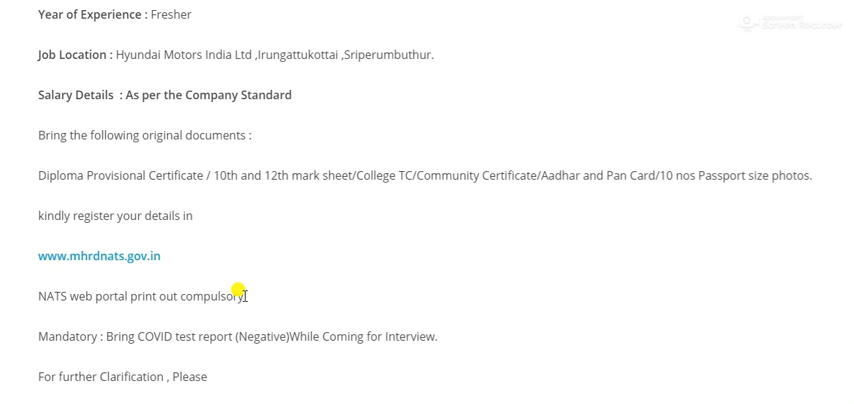 Year of Experience : Fresher
Job Location : Hyundai Motors India Ltd ,Irungattukottai ,Sriperumbuthur.
Salary Details  : As per the Company Standard
Bring the following original documents :
Diploma Provisional Certificate / 10th and 12th mark sheet/College TC/Community Certificate/Aadhar and Pan Card/10 nos Passport size photos.
kindly register your details in
www.mhrdnats.gov.in
NATS web portal print out compulsory
Mandatory : Bring COVID test report (Negative)While Coming for Interview.
For further Clarification , Please